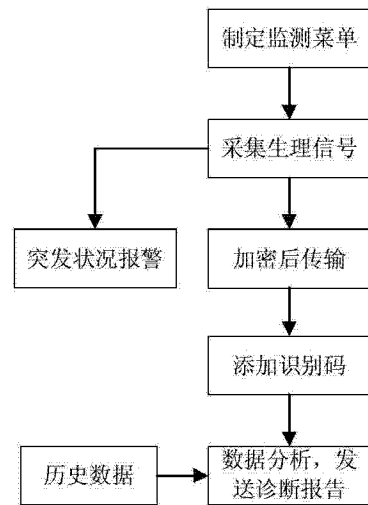 制定监测菜单
采集生理信号
突发状况报警
加密后传输
添加识别码
历史数据
数据分析，发
送诊断报告